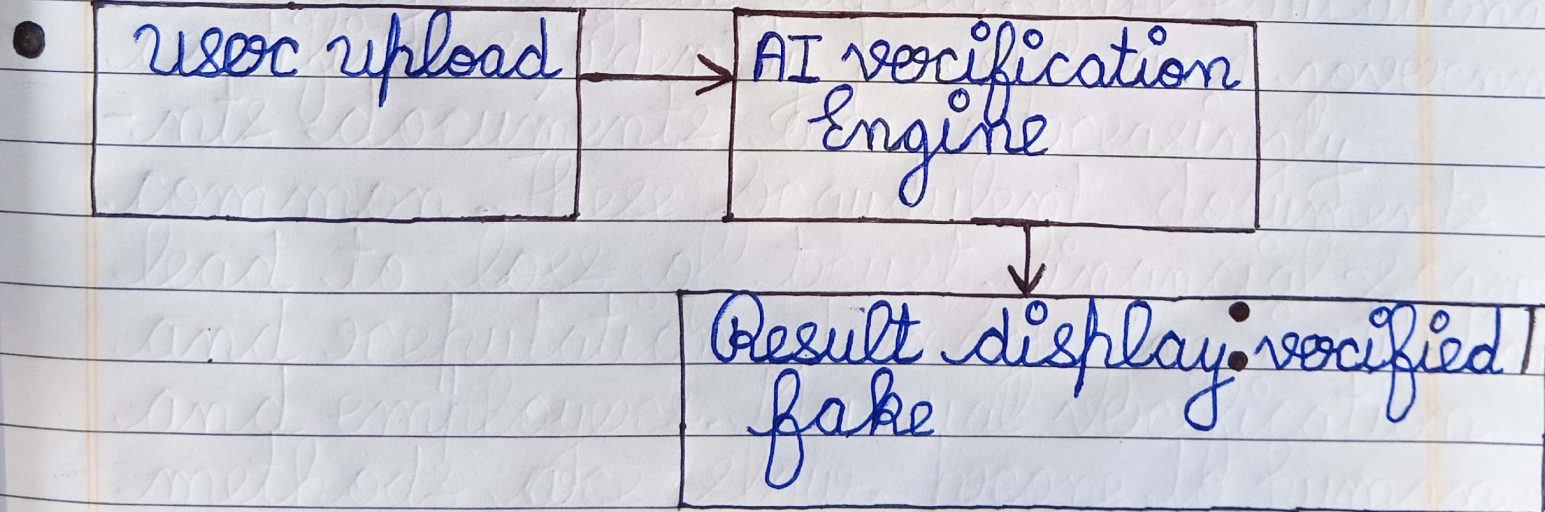 user upload
AI verification
Engine
Result display: verified |
fake